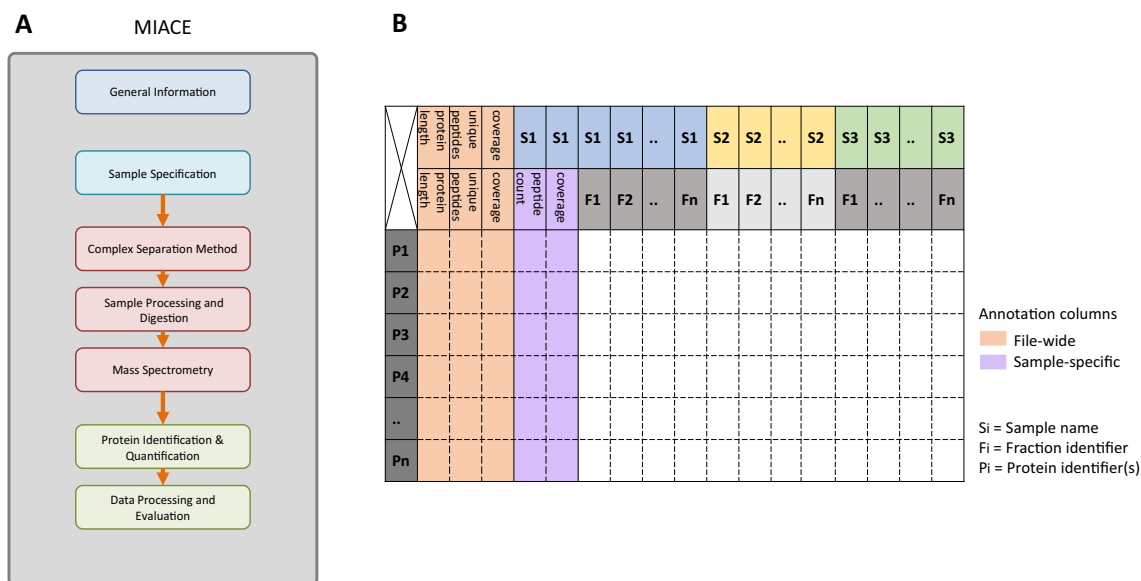 A
MIACE
General Information
Sample Specification
Complex Separation Method
Sample Processing and
Digestion
Mass Spectrometry
Protein Identification &
Quantification
Data Processing and
Evaluation
B
length
protein
peptides
unique
coverage
S1
S1
S1
S1
..
S1
S2
S2
..
S2
S3
S3
..
S3
length
protein
peptides
unique
coverage
count
peptide
coverage
F1
F2
..
Fn
F1
F2
..
Fn
F1
..
..
Fn
P1
P2
P3
P4
..
Pn
Annotation columns
File-wide
Sample-specific
Si = Sample name
Fi = Fraction identifier
Pi = Protein identifier(s)